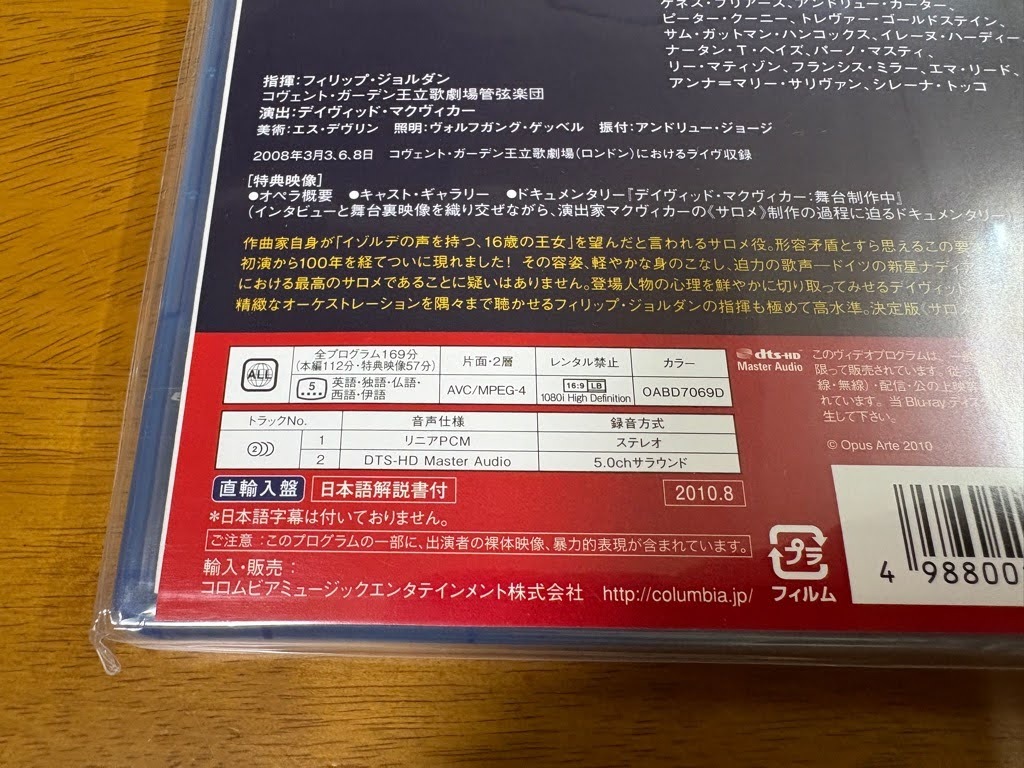 ケネス・フリアーズ、アンドリュー・カーター、
ピーター・クーニー、トレヴァー・ゴールドステイン、
サム・ガットマン・ハンコックス、イレーヌ・ハーディー
ナータン・T・ヘイズ、パーノ・マスティ、
リー・マティゾン、フランシス・ミラー、エマ・リード、
アンナ=マリー・サリヴァン、シレーナ・トッコ
指揮:フィリップ・ジョルダン
コヴェント・ガーデン王立歌劇場管弦楽団
演出:デイヴィッド・マクヴィカー
美術:エス・デヴリン 照明:ヴォルフガング・ゲッベル 振付:アンドリュー・ジョージ
2008年3月3、6、8日 コヴェント・ガーデン王立歌劇場(ロンドン)におけるライヴ収録
[特典映像]
●オペラ概要 ●キャスト・ギャラリー ●ドキュメンタリー『デイヴィッド・マクヴィカー:舞台制作中』
(インタビューと舞台裏映像を織り交ぜながら、演出家マクヴィカーの《サロメ》制作の過程に迫るドキュメンタリー)
作曲家自身が「イゾルデの声を持つ、16歳の王女」を望んだと言われるサロメ役。形容矛盾とすら思えるこの要
初演から100年を経てついに現れました! その容姿、軽やかな身のこなし、迫力の歌声―ドイツの新星ナディ
における最高のサロメであることに疑いはありません。登場人物の心理を鮮やかに切り取ってみせるデイヴィッド・
精緻なオーケストレーションを隅々まで聴かせるフィリップ・ジョルダンの指揮も極めて高水準。決定版《サロメ
ALL
全プログラム169分
(本編112分・特典映像57分)
片面・2層
レンタル禁止
カラー
5
英語・独語・仏語・
西語・伊語
AVC/MPEG-4
16:9 LB
1080i High Definition
OABD7069D
dts-HD
Master Audio
このヴィデオプログラムは、一般
限って販売されています。
線・無線)・配信・公の上映
れています。当Blu-rayディス
生して下さい。
© Opus Arte 2010
トラックNo. 音声仕様 録音方式
2
1 リニアPCM ステレオ
2 DTS-HD Master Audio 5.0chサラウンド
直輸入盤 日本語解説書付 2010.8
*日本語字幕は付いておりません。
ご注意:このプログラムの一部に、出演者の裸体映像、暴力的表現が含まれています。
輸入・販売:
コロムビアミュージックエンタテインメント株式会社 http://columbia.jp/
プラ
フィルム
4 98800